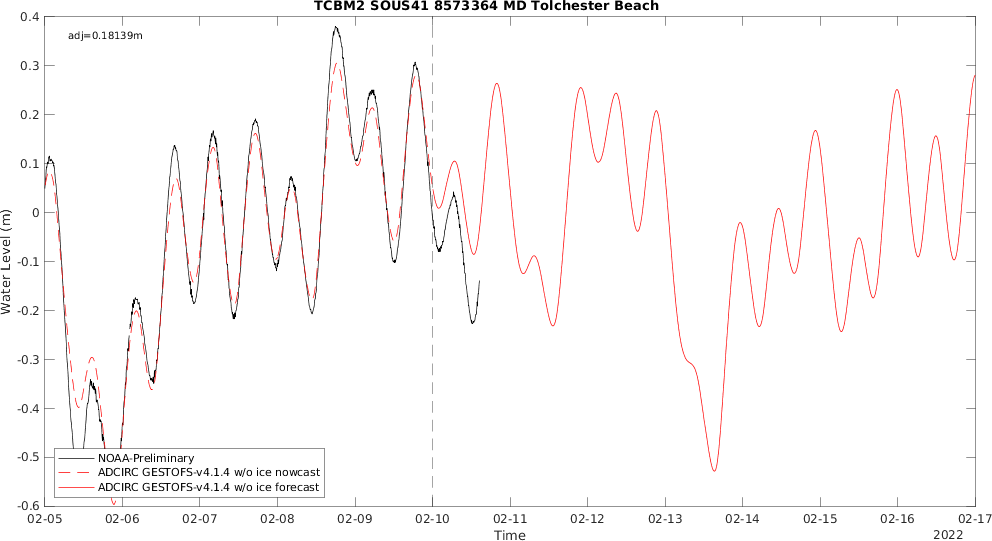 TCBM2 SOUS41 8573364 MD Tolchester Beach
adj=0.18139m
0.4
0.3
0.2
0.1
0
-0.1
-0.2
-0.3
-0.4
-0.5
-0.6
Water Level (m)
NOAA-Preliminary
ADCIRC GESTOFS-v4.1.4 w/o ice nowcast
ADCIRC GESTOFS-v4.1.4 w/o ice forecast
02-05 02-06 02-07 02-08 02-09 02-10 02-11 02-12 02-13 02-14 02-15 02-16 02-17
Time
2022